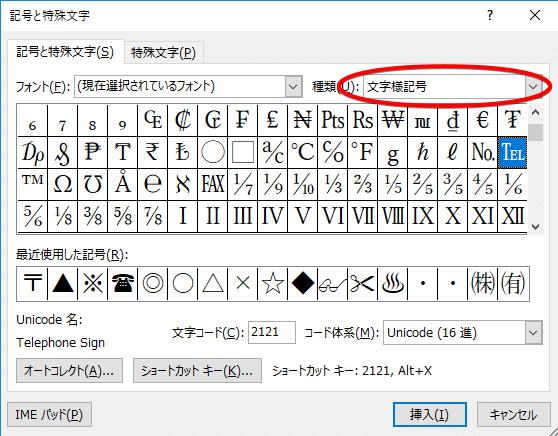 記号と特殊文字
記号と特殊文字(S) 特殊文字(P)
フォント(F): (現在選択されているフォント) 種類(U): 文字様記号
₆ ₇ ₈ ₉ ₠ ₡ ₢ ₣ ₤ ₦ ₧ ₨ ₩ ₪ ₫ € ₮
₯ ₰ ₱ ₸ ₹ ₺ ⃝ ⃞ ℀ ℃ ℅ ℉ ℊ ℏ ℓ № ℡
™ Ω ℧ Å ℮ ℵ ℻ ⅐ ⅑ ⅒ ⅓ ⅔ ⅖ ⅗ ⅘ ⅙
⅚ ⅛ ⅜ ⅝ ⅞ Ⅰ Ⅱ Ⅲ Ⅳ Ⅴ Ⅵ Ⅶ Ⅷ Ⅸ Ⅹ Ⅺ Ⅻ
最近使用した記号(R):
〒 ▲ ※ ☎ ◎ ○ △ × ☆ ◆ 👓 ✂ ♨ ・ ・ ㈱ ㈲
Unicode 名:
Telephone Sign
文字コード(C): 2121 コード体系(M): Unicode (16 進)
オートコレクト(A)... ショートカット キー(K)... ショートカット キー: 2121, Alt+X
IME パッド(P) 挿入(I) キャンセル